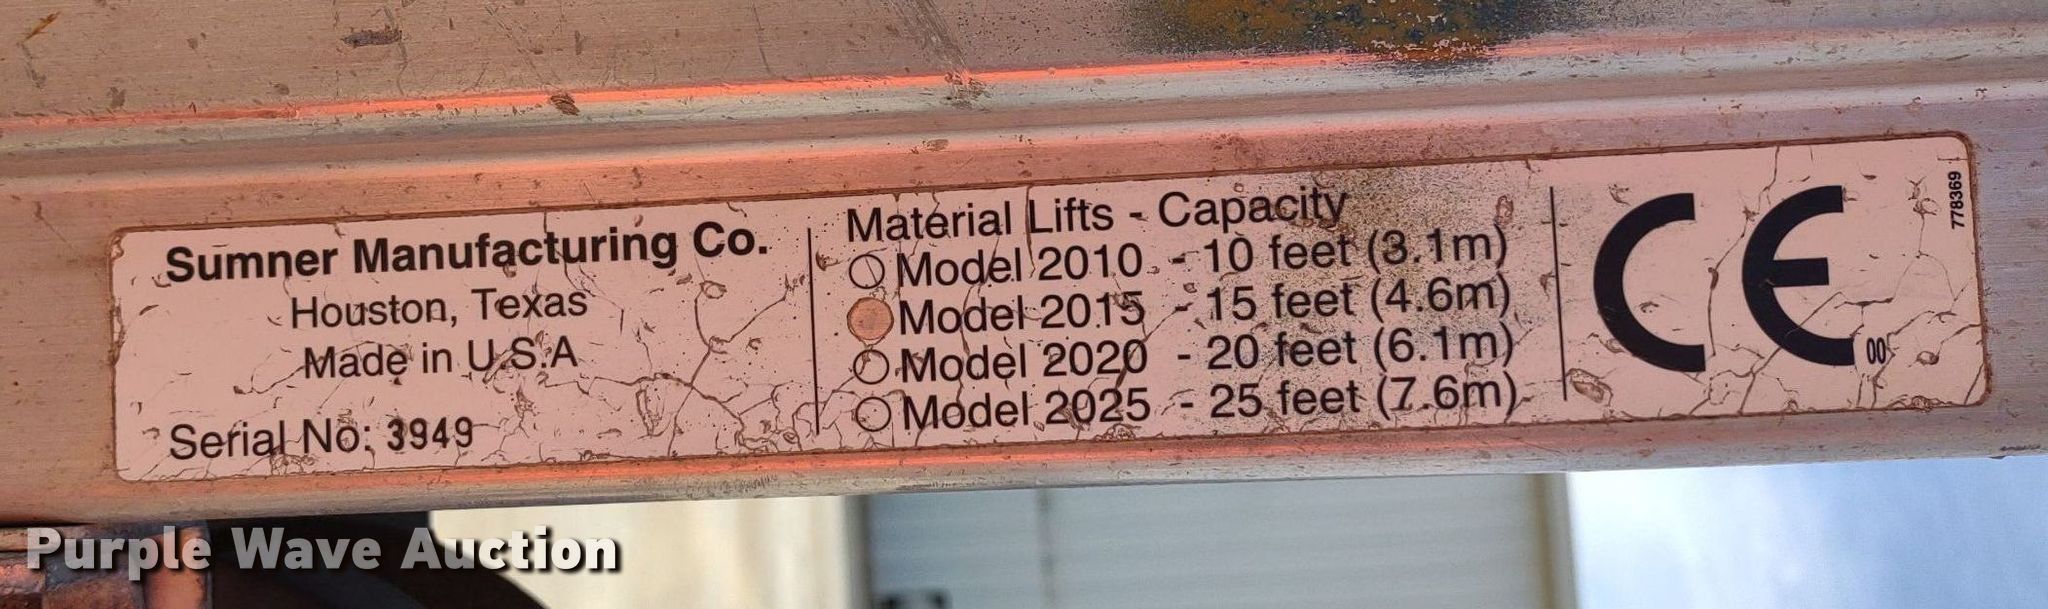 Sumner Manufacturing Co.
Houston, Texas
Made in U.S.A
Serial No: 3949
Material Lifts - Capacity
Model 2010 - 10 feet (3.1m)
Model 2015 - 15 feet (4.6m)
Model 2020 - 20 feet (6.1m)
Model 2025 - 25 feet (7.6m)
CE
00
778369
Purple Wave Auction